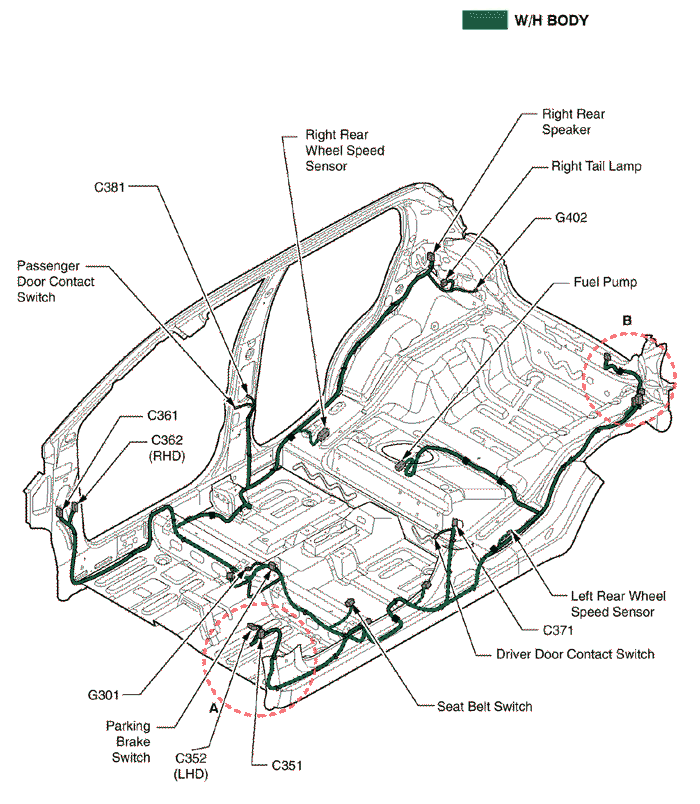 W/H BODY
Right Rear
Speaker
Right Rear
Wheel Speed
Sensor
Right Tail Lamp
C381
G402
Passenger
Door Contact
Switch
Fuel Pump
B
C361
C362
(RHD)
Left Rear Wheel
Speed Sensor
C371
Driver Door Contact Switch
G301
A
Seat Belt Switch
Parking
Brake
Switch
C352
(LHD)
C351